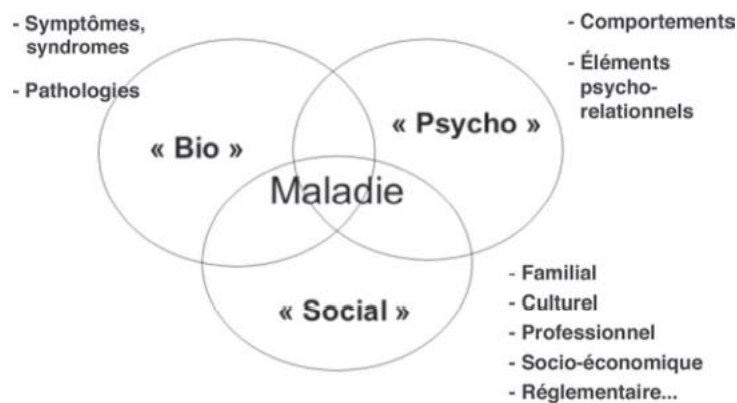 - Symptômes,
syndromes
- Pathologies
- Comportements
- Éléments
psycho-
relationnels
« Bio »
« Psycho »
Maladie
« Social »
- Familial
- Culturel
- Professionnel
- Socio-économique
- Réglementaire...